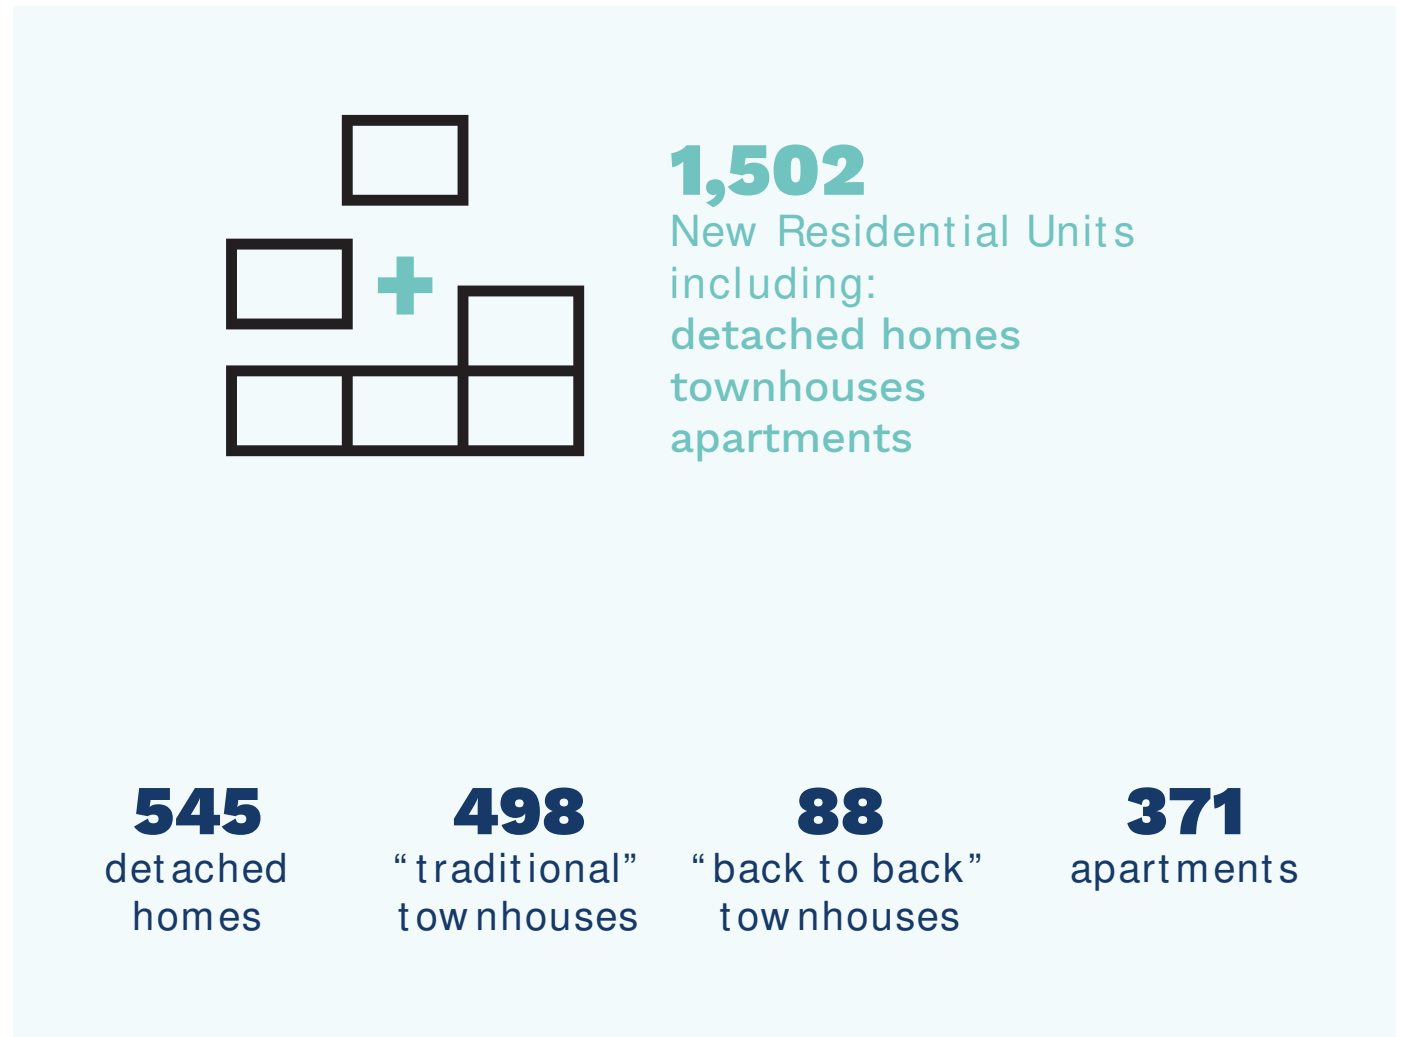 1,502
New Residential Units
including:
detached homes
townhouses
apartments
545
detached
homes
498
“traditional”
townhouses
88
“back to back”
townhouses
371
apartments